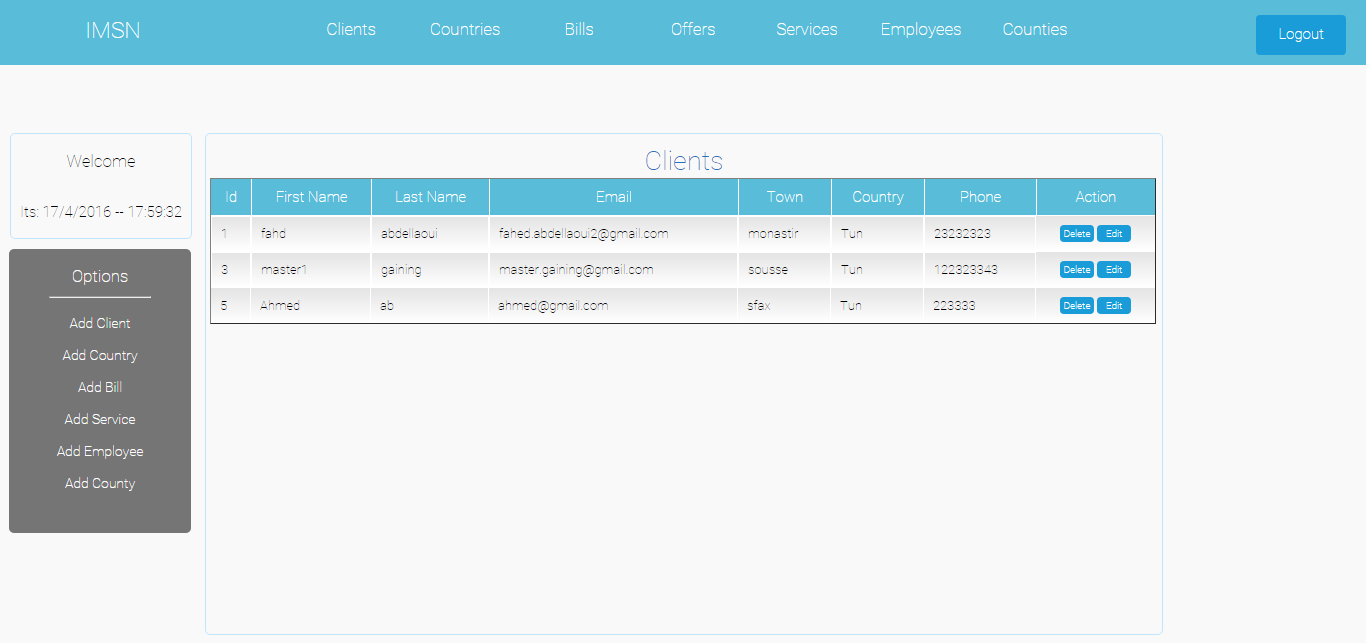 IMSN Clients Countries Bills Offers Services Employees Counties Logout
Welcome
Its: 17/4/2016 -- 17:59:32
Options
Add Client
Add Country
Add Bill
Add Service
Add Employee
Add County
Clients
Id First Name Last Name Email Town Country Phone Action
1 fahd abdellaoui fahed.abdellaoui2@gmail.com monastir Tun 23232323 Delete Edit
3 master1 gaining master.gaining@gmail.com sousse Tun 122323343 Delete Edit
5 Ahmed ab ahmed@gmail.com sfax Tun 223333 Delete Edit